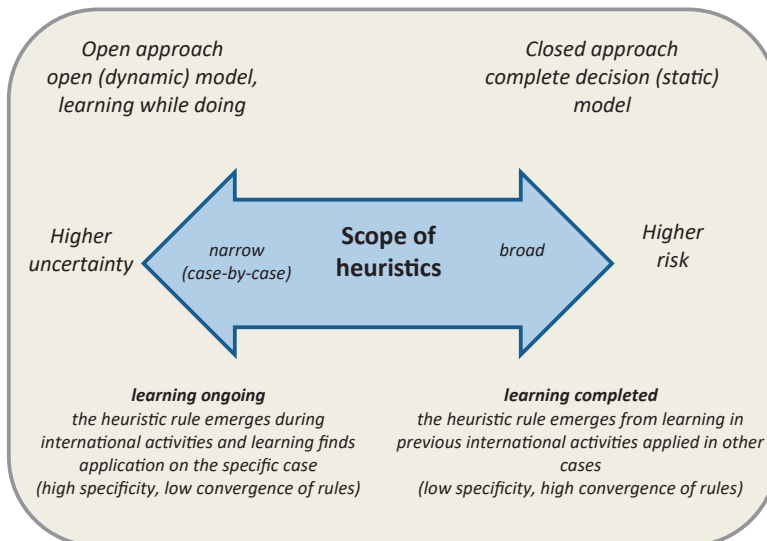 Open approach
open (dynamic) model,
learning while doing
Closed approach
complete decision (static)
model
Higher
uncertainty
narrow
(case-by-case)
Scope of
heuristics
broad
Higher
risk
learning ongoing
the heuristic rule emerges during
international activities and learning finds
application on the specific case
(high specificity, low convergence of rules)
learning completed
the heuristic rule emerges from learning in
previous international activities applied in other
cases
(low specificity, high convergence of rules)